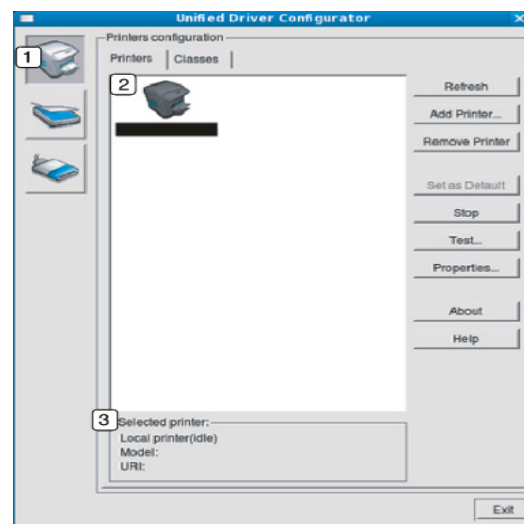 Unified Driver Configurator
Printers configuration
1
Printers
Classes
2
Refresh
Add Printer...
Remove Printer
Set as Default
Stop
Test...
Properties...
About
Help
3
Selected printer:
Local printer(idle)
Model:
URI:
Exit